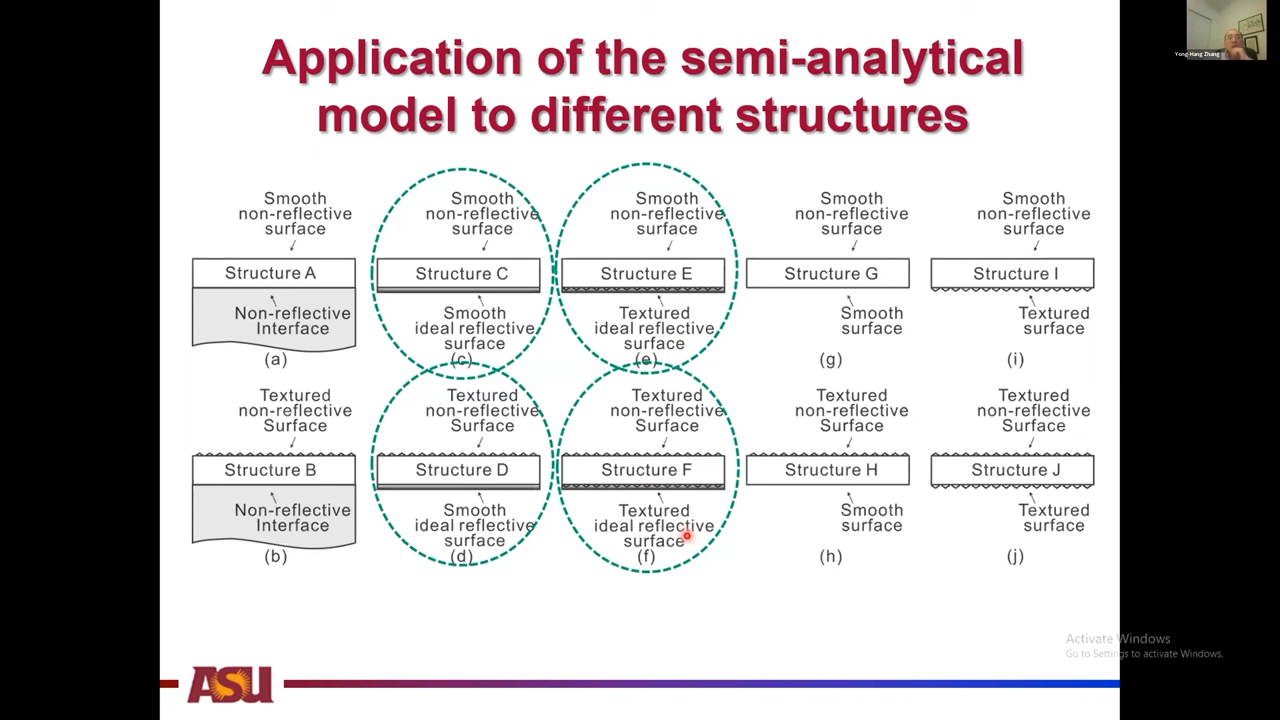 Yong-Hang Zhang
Application of the semi-analytical
model to different structures
Smooth
non-reflective
surface
Structure A
Non-reflective
Interface
(a)
Smooth
non-reflective
surface
Structure C
Smooth
ideal reflective
surface
(c)
Smooth
non-reflective
surface
Structure E
Textured
ideal reflective
surface
(e)
Smooth
non-reflective
surface
Structure G
Smooth
surface
(g)
Smooth
non-reflective
surface
Structure I
Textured
surface
(i)
Textured
non-reflective
Surface
Structure B
Non-reflective
Interface
(b)
Textured
non-reflective
Surface
Structure D
Smooth
ideal reflective
surface
(d)
Textured
non-reflective
Surface
Structure F
Textured
ideal reflective
surface
(f)
Textured
non-reflective
Surface
Structure H
Smooth
surface
(h)
Textured
non-reflective
Surface
Structure J
Textured
surface
(j)
Activate Windows
Go to Settings to activate Windows.
ASU